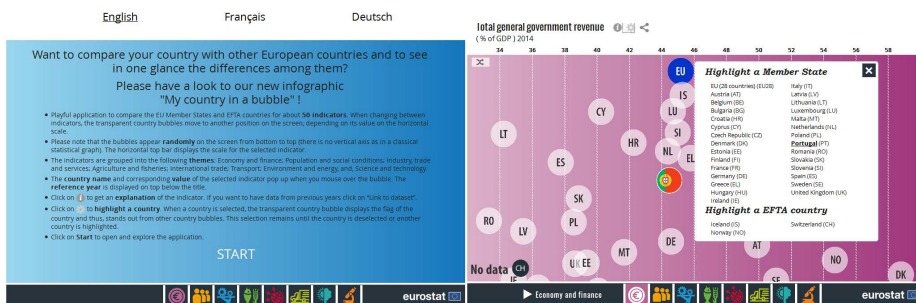 English Français Deutsch
Want to compare your country with other European countries and to see
in one glance the differences among them?
Please have a look to our new infographic
"My country in a bubble" !
• Playful application to compare the EU Member States and EFTA countries for about 50 indicators. When changing between
indicators, the transparent country bubbles move to another position on the screen, depending on its value on the horizontal
scale.
• Please note that the bubbles appear randomly on the screen from bottom to top (there is no vertical axis as in a classical
statistical graph). The horizontal top bar displays the scale for the selected indicator
• The indicators are grouped into the following themes: Economy and finance; Population and social conditions; Industry, trade
and services; Agriculture and fisheries; International trade; Transport; Environment and energy, and, Science and technology.
• The country name and corresponding value of the selected indicator pop up when you mouse over the bubble. The
reference year is displayed on top below the title.
• Click on to get an explanation of the indicator. If you want to have data from previous years click on "Link to dataset".
• Click on to highlight a country. When a country is selected, the transparent country bubble displays the flag of the
country and thus, stands out from other country bubbles. This selection remains until the country is deselected or another
country is highlighted.
• Click on Start to open and explore the application.
START
eurostat
Total general government revenue
( % of GDP ) 2014
34 36 38 40 42 44 46 48 50 52 54 56 58
EU
IS
CY
LU
LT
SI
HR
NL
EL
ES
SK
RO
PL
LV
DE
MT
AT
NO
UK
EE
CH
No data
IE
SE
DK
Highlight a Member State
EU (28 countries) (EU28)
Austria (AT)
Belgium (BE)
Bulgaria (BG)
Croatia (HR)
Cyprus (CY)
Czech Republic (CZ)
Denmark (DK)
Estonia (EE)
Finland (FI)
France (FR)
Germany (DE)
Greece (EL)
Hungary (HU)
Ireland (IE)
Italy (IT)
Latvia (LV)
Lithuania (LT)
Luxembourg (LU)
Malta (MT)
Netherlands (NL)
Poland (PL)
Portugal (PT)
Romania (RO)
Slovakia (SK)
Slovenia (SI)
Spain (ES)
Sweden (SE)
United Kingdom (UK)
Highlight a EFTA country
Iceland (IS)
Norway (NO)
Switzerland (CH)
Economy and finance
eurostat